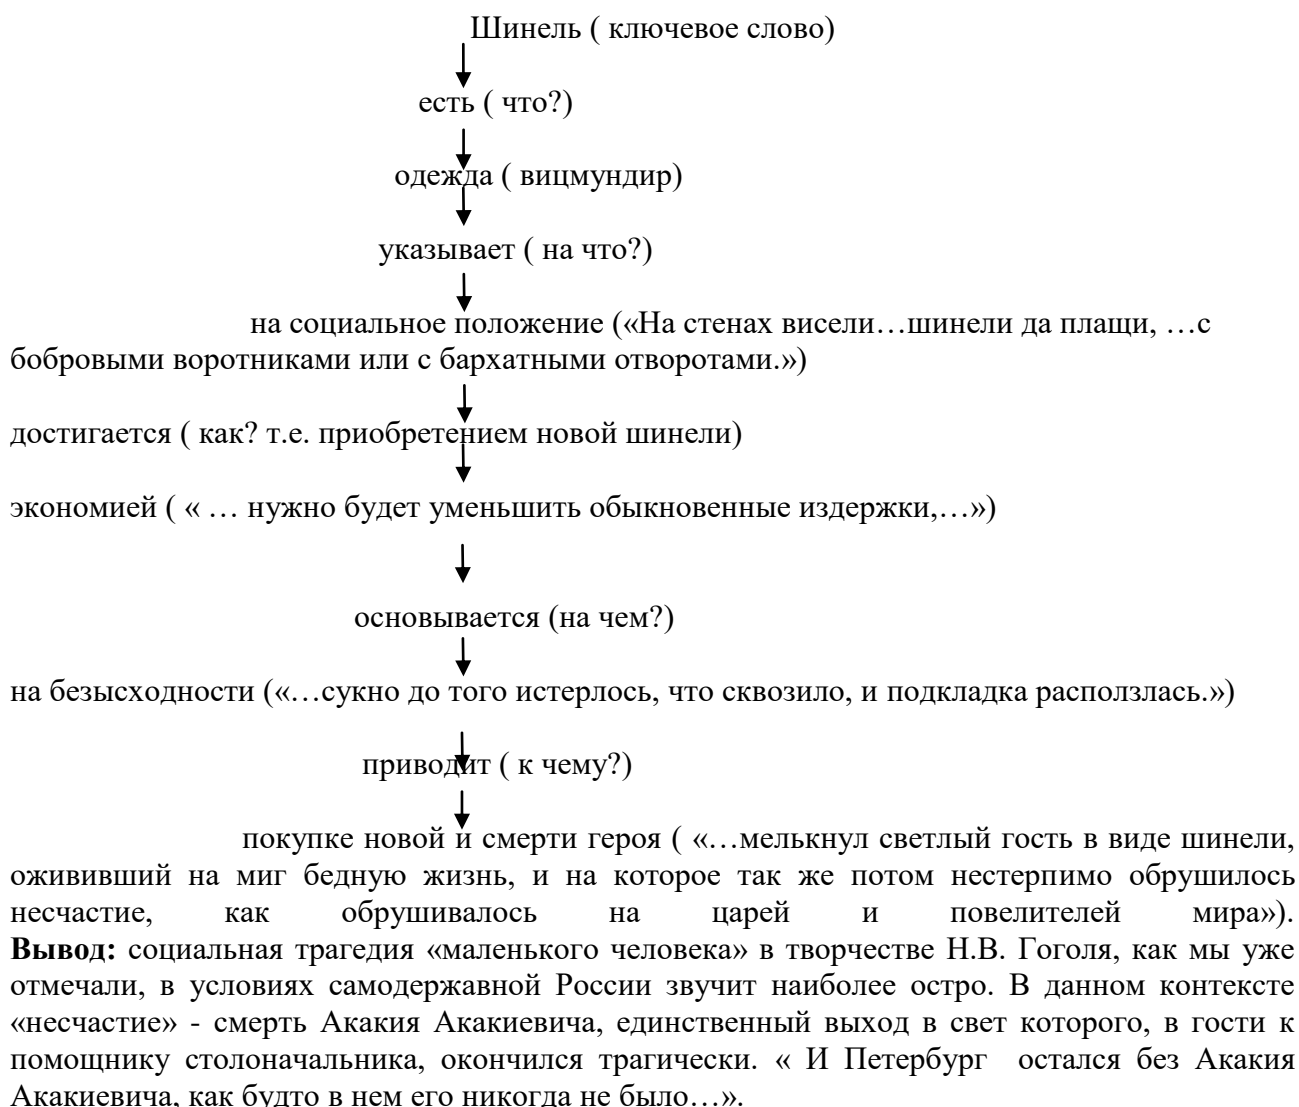 Шинель ( ключевое слово)
есть ( что?)
одежда ( вицмундир)
указывает ( на что?)
на социальное положение («На стенах висели…шинели да плащи, …с
бобровыми воротниками или с бархатными отворотами.»)
достигается ( как? т.е. приобретением новой шинели)
экономией ( « … нужно будет уменьшить обыкновенные издержки,…»)
основывается (на чем?)
на безысходности («…сукно до того истерлось, что сквозило, и подкладка расползлась.»)
приводит ( к чему?)
покупке новой и смерти героя ( «…мелькнул светлый гость в виде шинели,
ожививший на миг бедную жизнь, и на которое так же потом нестерпимо обрушилось
несчастие, как обрушивалось на царей и повелителей мира»).
Вывод: социальная трагедия «маленького человека» в творчестве Н.В. Гоголя, как мы уже
отмечали, в условиях самодержавной России звучит наиболее остро. В данном контексте
«несчастие» - смерть Акакия Акакиевича, единственный выход в свет которого, в гости к
помощнику столоначальника, окончился трагически. « И Петербург остался без Акакия
Акакиевича, как будто в нем его никогда не было…».